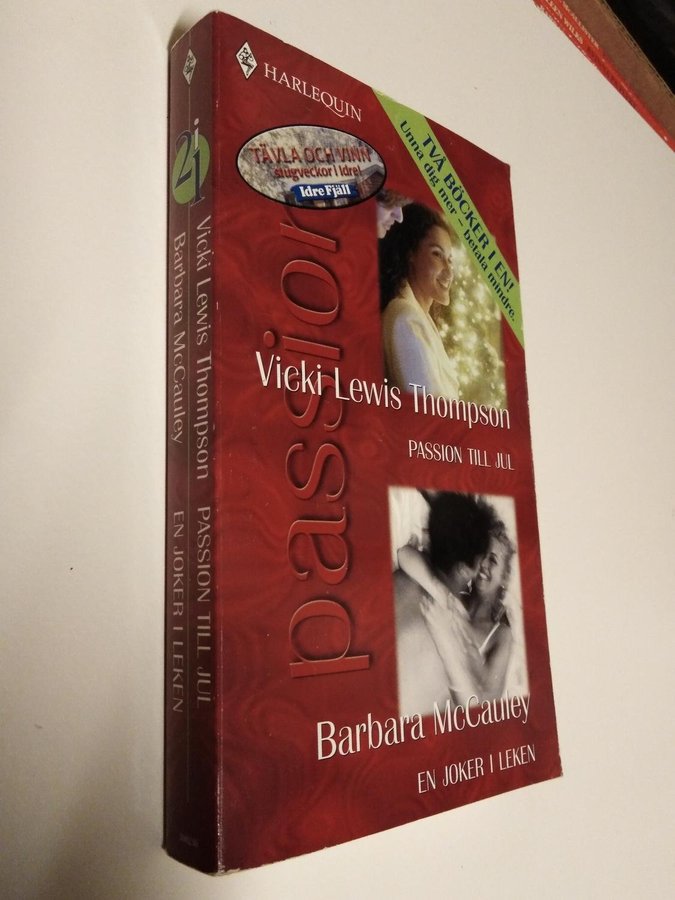 HARLEQUIN
TÄVLA OCH VINN
stugveckor i Idre!
Idre Fjäll
TVÅ BÖCKER I EN!
Unna dig mer – betala mindre.
passion
Vicki Lewis Thompson
PASSION TILL JUL
Barbara McCauley
EN JOKER I LEKEN
2i1
Vicki Lewis Thompson PASSION TILL JUL
Barbara McCauley EN JOKER I LEKEN